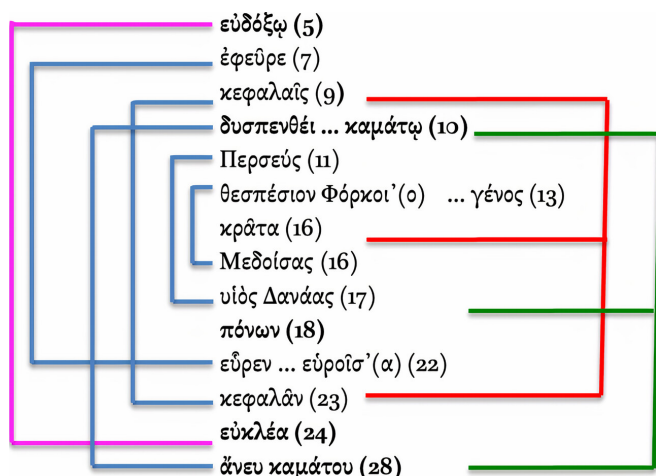 εὐδόξῳ (5)
ἐφεῦρε (7)
κεφαλαῖς (9)
δυσπενθέι ... καμάτῳ (10)
Περσεύς (11)
θεσπέσιον Φόρκοι’(ο) ... γένος (13)
κρᾶτα (16)
Μεδοίσας (16)
υἱὸς Δανάας (17)
πόνων (18)
εὗρεν ... εὑροῖσ’(α) (22)
κεφαλᾶν (23)
εὐκλέα (24)
ἄνευ καμάτου (28)